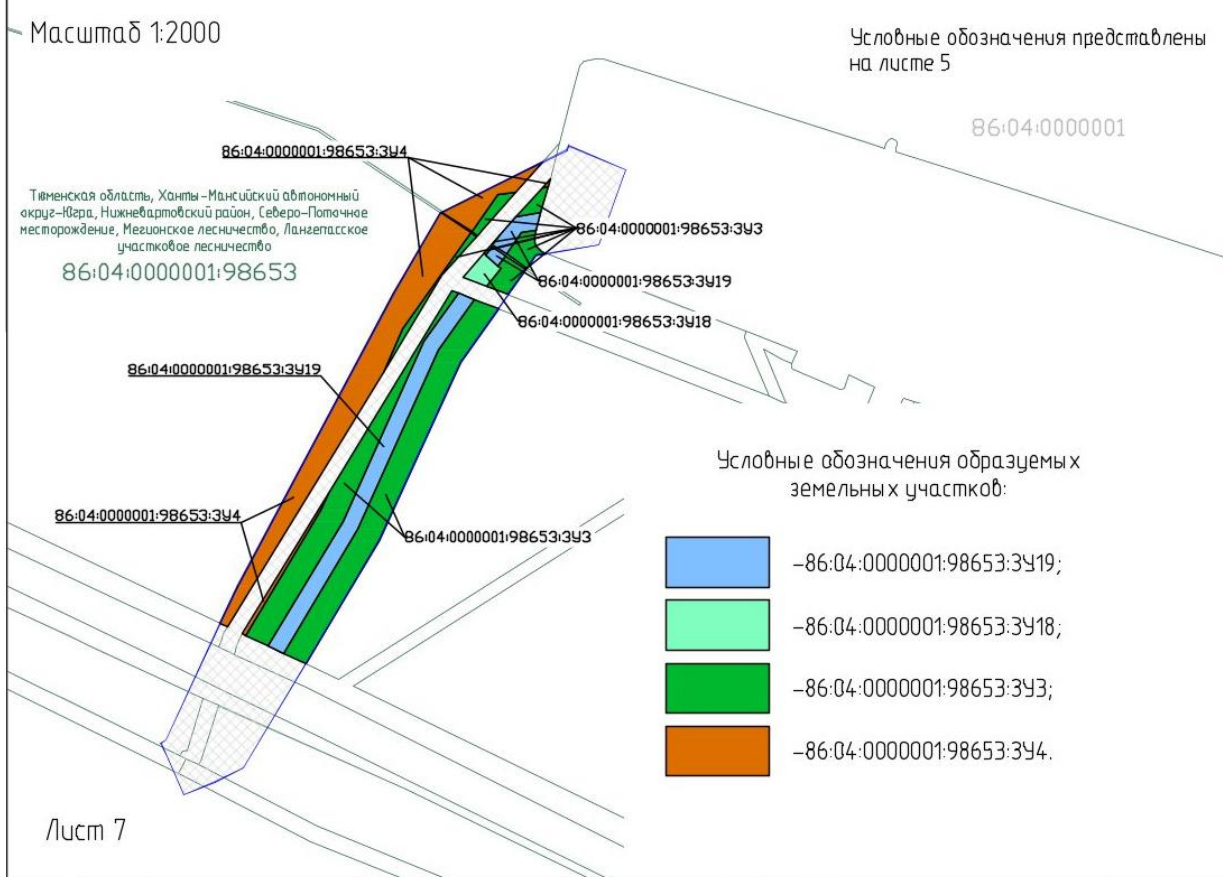 Масштаб 1:2000
Условные обозначения представлены
на листе 5
86:04:0000001
86:04:0000001:98653:ЗУ4
Тюменская область, Ханты-Мансийский автономный
округ-Югра, Нижневартовский район, Северо-Поточное
месторождение, Мегионское лесничество, Лангепасское
участковое лесничество
86:04:0000001:98653
86:04:0000001:98653:ЗУ3
86:04:0000001:98653:ЗУ19
86:04:0000001:98653:ЗУ18
86:04:0000001:98653:ЗУ19
86:04:0000001:98653:ЗУ4
86:04:0000001:98653:ЗУ3
Условные обозначения образуемых
земельных участков:
-86:04:0000001:98653:ЗУ19;
-86:04:0000001:98653:ЗУ18;
-86:04:0000001:98653:ЗУ3;
-86:04:0000001:98653:ЗУ4.
Лист 7